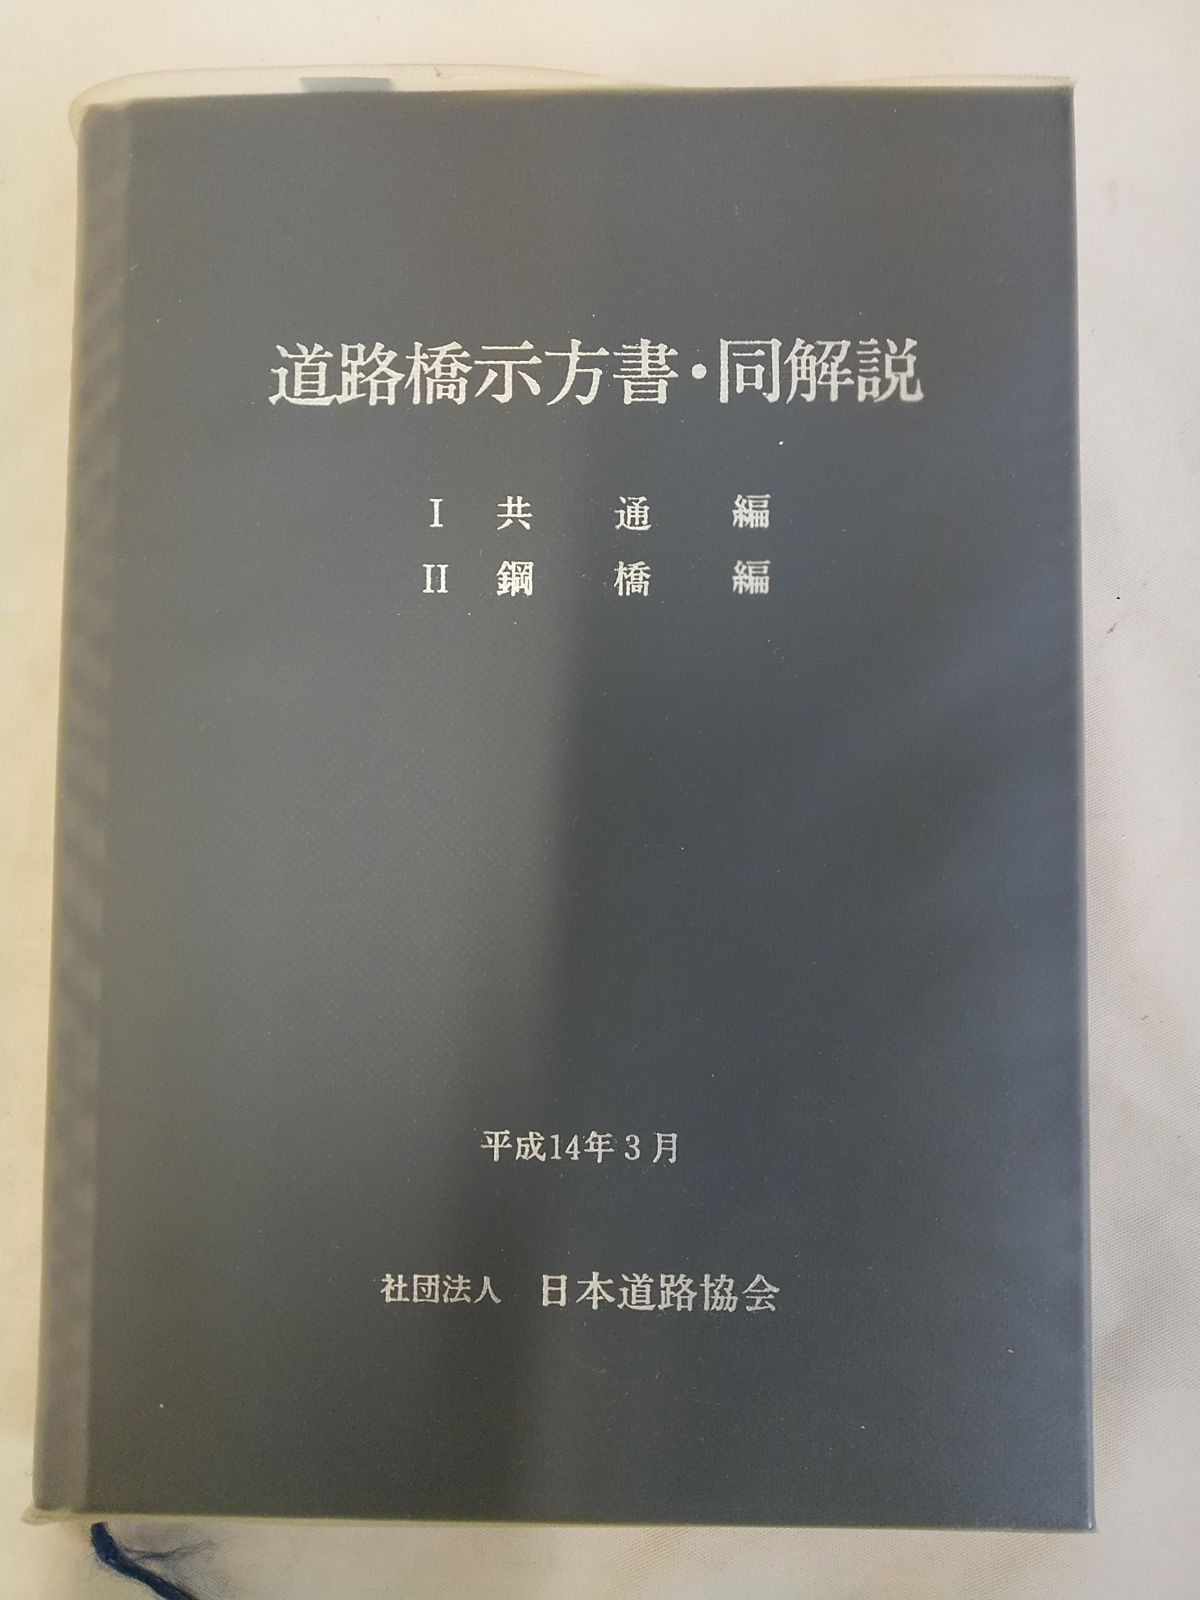 道路橋示方書・同解説
I 共通編
II 鋼橋編
平成14年3月
社団法人 日本道路協会